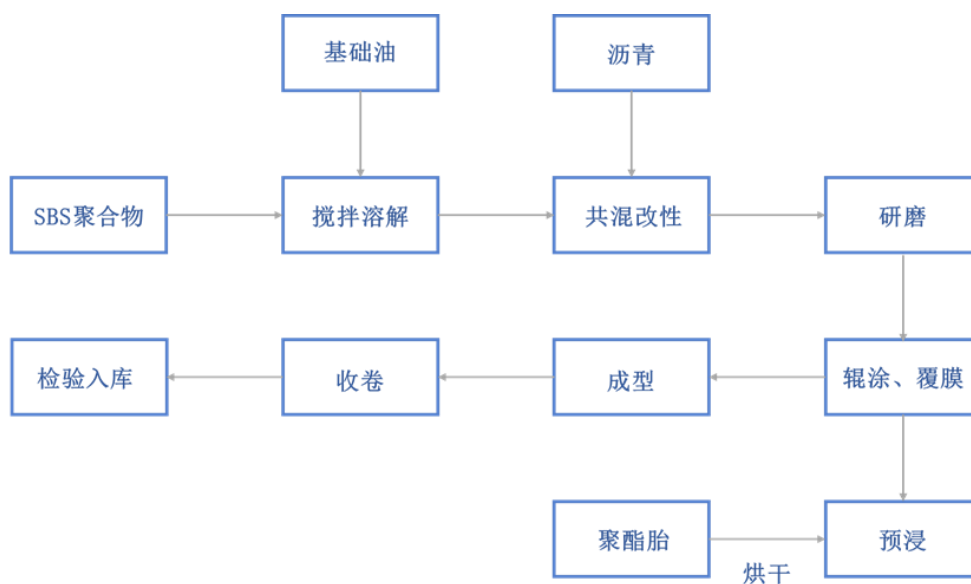 基础油
沥青
SBS聚合物
搅拌溶解
共混改性
研磨
检验入库
收卷
成型
辊涂、覆膜
聚酯胎
烘干
预浸